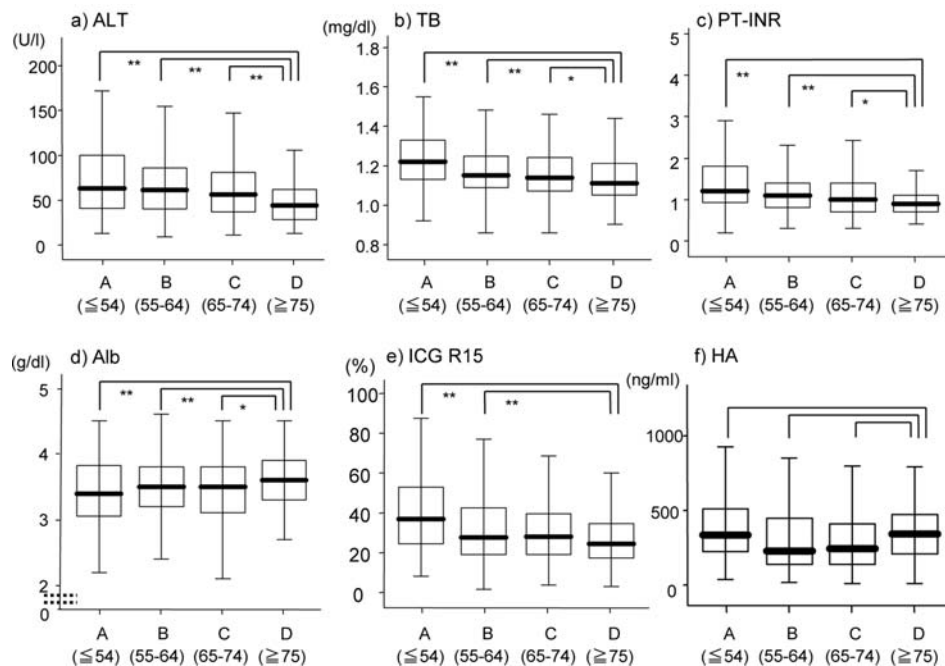 a) ALT
(U/l)
200
150
100
50
0
** ** **
A B C D
(≦54) (55-64) (65-74) (≧75)
b) TB
(mg/dl)
1.8
1.6
1.4
1.2
1.0
0.8
** ** *
A B C D
(≦54) (55-64) (65-74) (≧75)
c) PT-INR
5
4
3
2
1
0
** ** *
A B C D
(≦54) (55-64) (65-74) (≧75)
d) Alb
(g/dl)
5
4
3
2
0
** ** *
A B C D
(≦54) (55-64) (65-74) (≧75)
e) ICG R15
(%)
100
80
60
40
20
0
** **
A B C D
(≦54) (55-64) (65-74) (≧75)
f) HA
(ng/ml)
1000
500
0
A B C D
(≦54) (55-64) (65-74) (≧75)